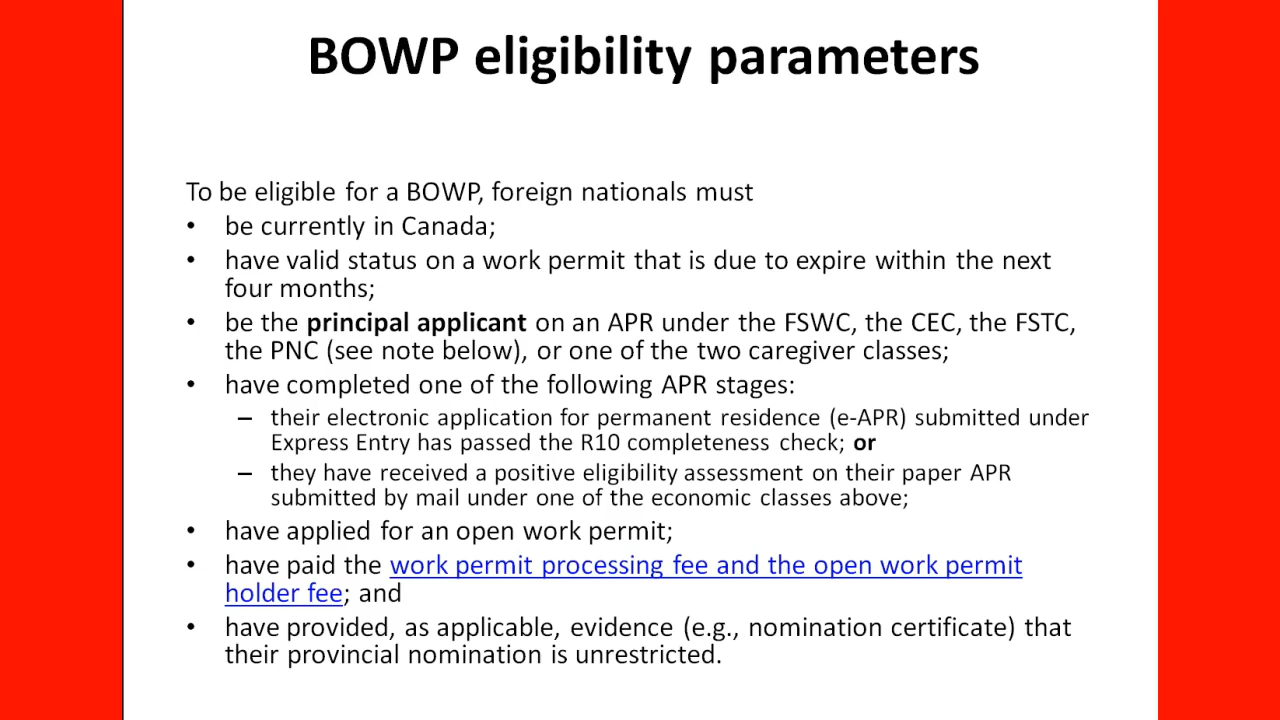 BOWP eligibility parameters
To be eligible for a BOWP, foreign nationals must
• be currently in Canada;
• have valid status on a work permit that is due to expire within the next
four months;
• be the principal applicant on an APR under the FSWC, the CEC, the FSTC,
the PNC (see note below), or one of the two caregiver classes;
• have completed one of the following APR stages:
– their electronic application for permanent residence (e-APR) submitted under
Express Entry has passed the R10 completeness check; or
– they have received a positive eligibility assessment on their paper APR
submitted by mail under one of the economic classes above;
• have applied for an open work permit;
• have paid the work permit processing fee and the open work permit
holder fee; and
• have provided, as applicable, evidence (e.g., nomination certificate) that
their provincial nomination is unrestricted.